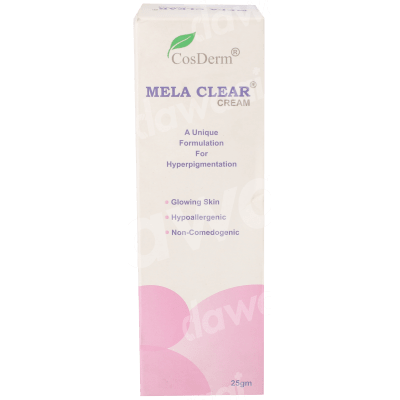 CosDerm®
MELA CLEAR®
CREAM
A Unique
Formulation
For
Hyperpigmentation
Glowing Skin
Hypoallergenic
Non-Comedogenic
25gm